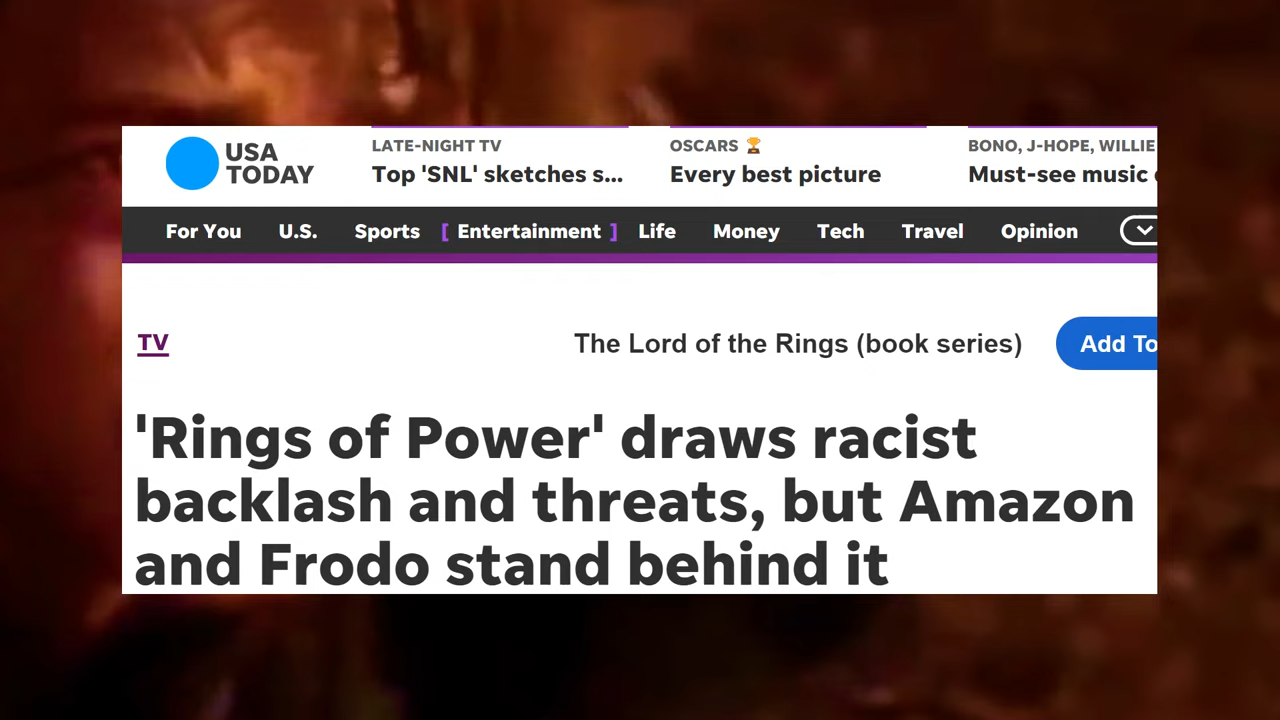 USA
TODAY
LATE-NIGHT TV
Top 'SNL' sketches s...
OSCARS 🏆
Every best picture
BONO, J-HOPE, WILLIE
Must-see music
For You U.S. Sports [ Entertainment ] Life Money Tech Travel Opinion
TV
The Lord of the Rings (book series)
Add To
'Rings of Power' draws racist
backlash and threats, but Amazon
and Frodo stand behind it